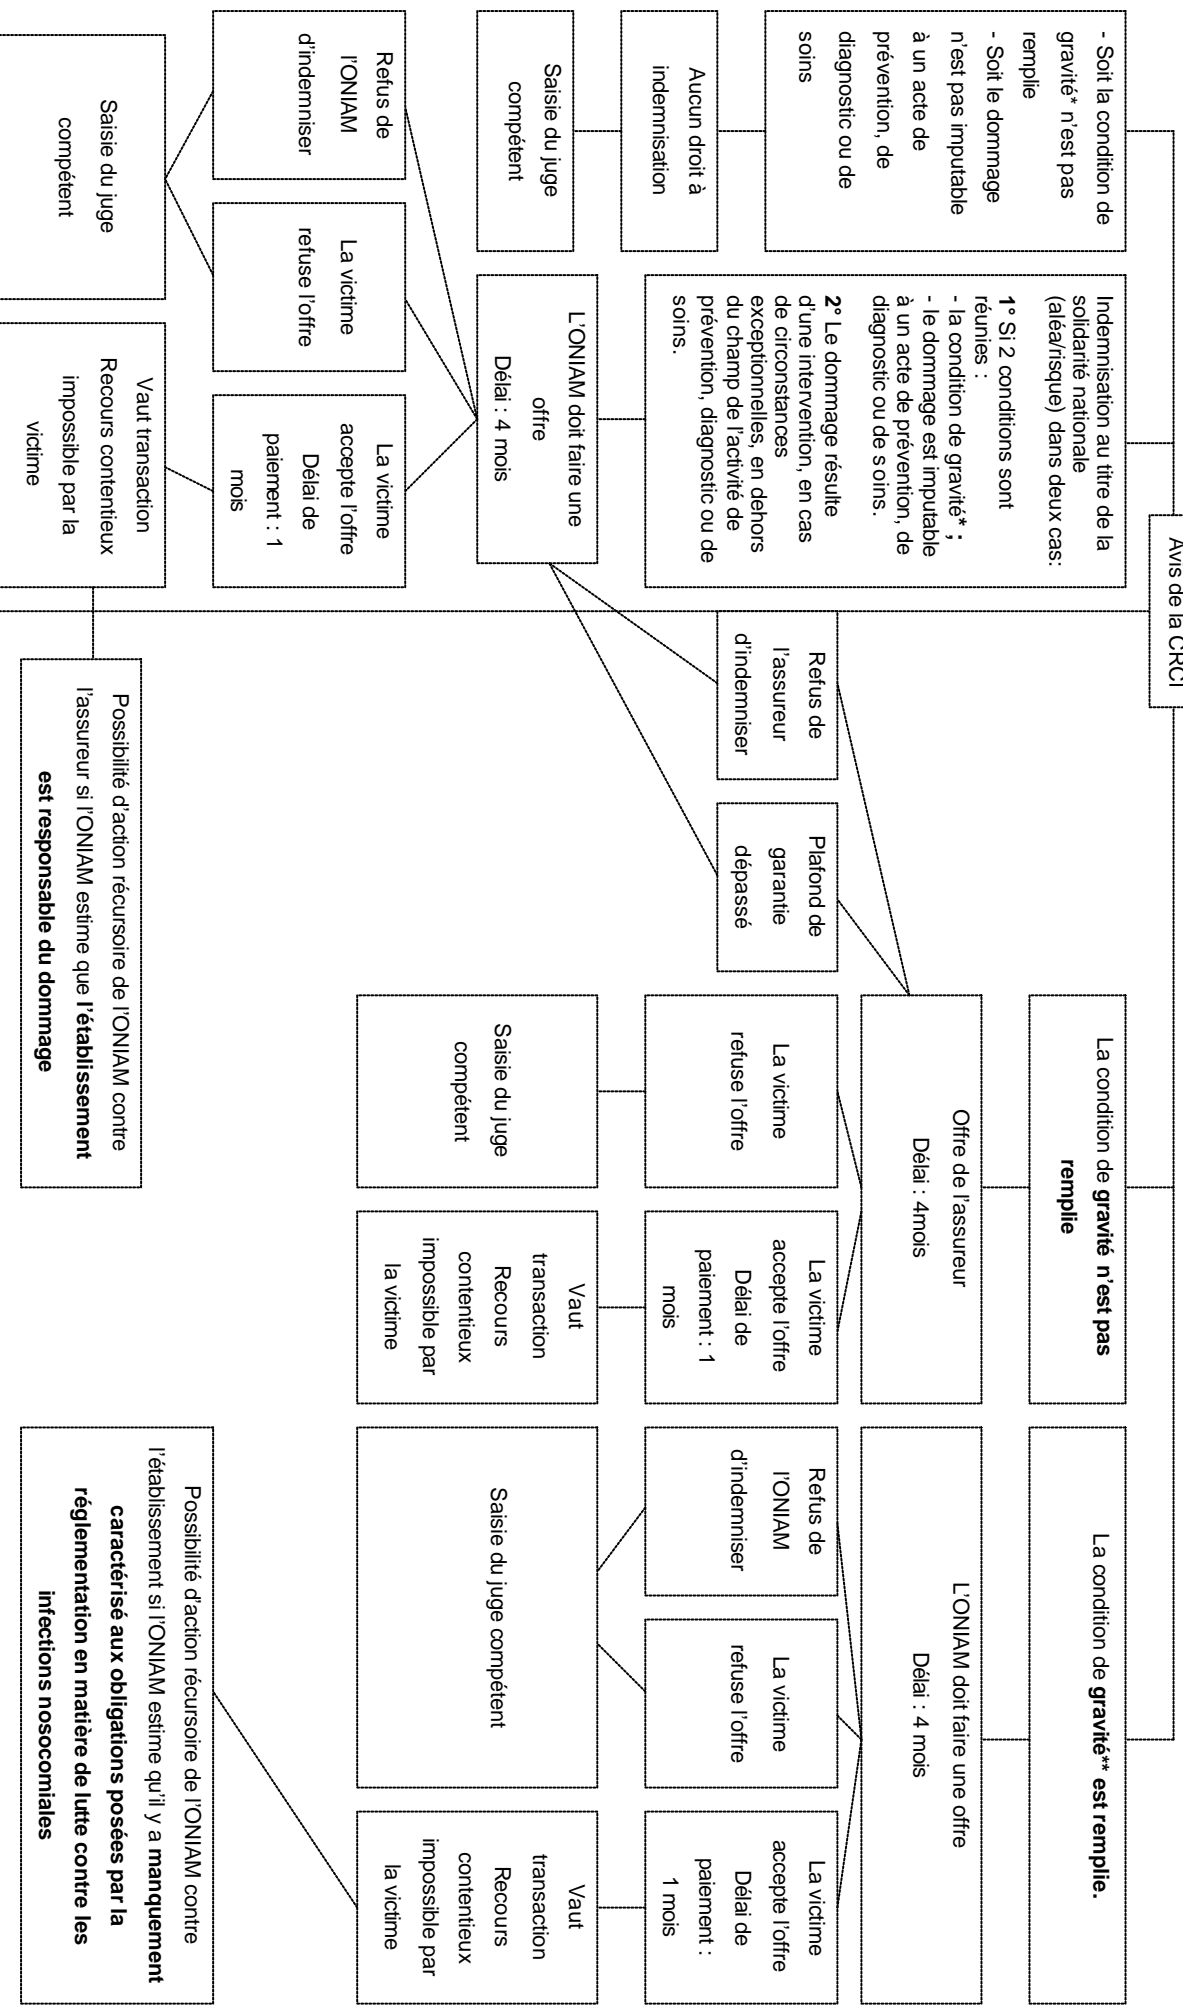 Avis de la CRCI
- Soit la condition de
gravité* n'est pas
remplie
- Soit le dommage
n'est pas imputable
à un acte de
prévention, de
diagnostic ou de
soins
Aucun droit à
indemnisation
Saisie du juge
compétent
Indemnisation au titre de la
solidarité nationale
(aléa/risque) dans deux cas:
1° Si 2 conditions sont
réunies :
- la condition de gravité* ;
- le dommage est imputable
à un acte de prévention, de
diagnostic ou de soins.
2° Le dommage résulte
d'une intervention, en cas
de circonstances
exceptionnelles, en dehors
du champ de l'activité de
prévention, diagnostic ou de
soins.
L'ONIAM doit faire une
offre
Délai : 4 mois
Refus de
l'ONIAM
d'indemniser
La victime
refuse l'offre
La victime
accepte l'offre
Délai de
paiement : 1
mois
Saisie du juge
compétent
Vaut transaction
Recours contentieux
impossible par la
victime
Refus de
l'assureur
d'indemniser
Plafond de
garantie
dépassé
Possibilité d'action récursoire de l'ONIAM contre
l'assureur si l'ONIAM estime que l'établissement
est responsable du dommage
La condition de gravité n'est pas
remplie
Offre de l'assureur
Délai : 4mois
La victime
refuse l'offre
La victime
accepte l'offre
Délai de
paiement : 1
mois
Saisie du juge
compétent
Vaut
transaction
Recours
contentieux
impossible par
la victime
La condition de gravité** est remplie.
L'ONIAM doit faire une offre
Délai : 4 mois
Refus de
l'ONIAM
d'indemniser
La victime
refuse l'offre
La victime
accepte l'offre
Délai de
paiement :
1 mois
Saisie du juge compétent
Vaut
transaction
Recours
contentieux
impossible par
la victime
Possibilité d'action récursoire de l'ONIAM contre
l'établissement si l'ONIAM estime qu'il y a manquement
caractérisé aux obligations posées par la
réglementation en matière de lutte contre les
infections nosocomiales